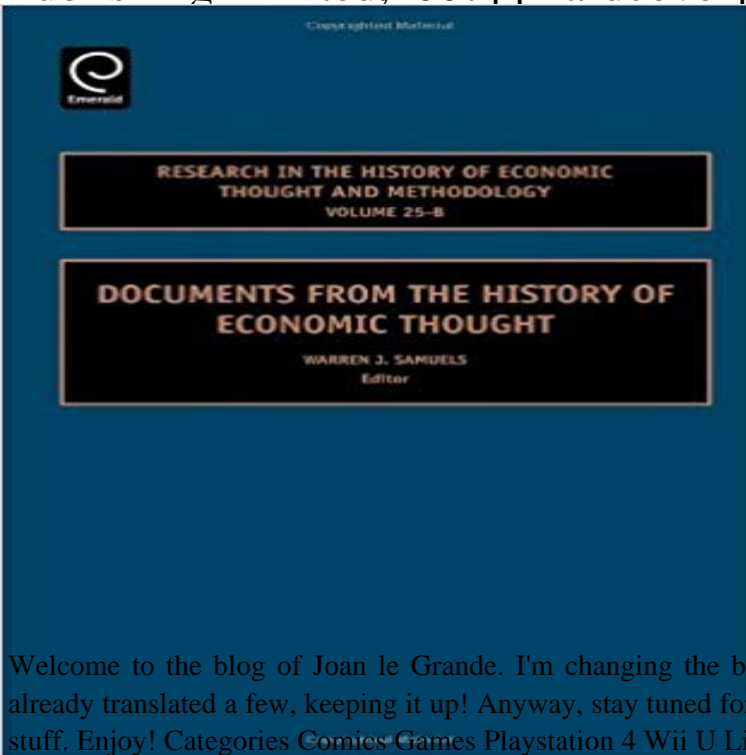 Copyrighted Material
Emerald
RESEARCH IN THE HISTORY OF ECONOMIC
THOUGHT AND METHODOLOGY
VOLUME 25-B
DOCUMENTS FROM THE HISTORY OF
ECONOMIC THOUGHT
WARREN J. SAMUELS
Editor
Welcome to the blog of Joan le Grande. I'm changing the b
already translated a few, keeping it up! Anyway, stay tuned fo
stuff. Enjoy! Categories Comics Games Playstation 4 Wii U L